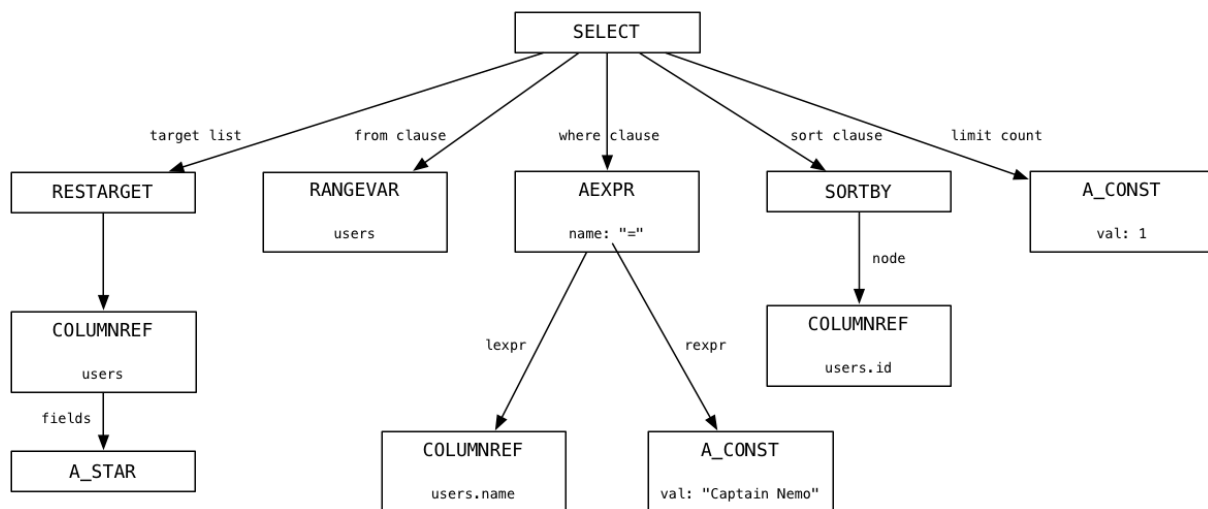 SELECT
target list
from clause
where clause
sort clause
limit count
RESTARGET
RANGEVAR
users
AEXPR
name: "="
SORTBY
A_CONST
val: 1
node
COLUMNREF
users
COLUMNREF
users.id
lexpr
rexpr
fields
A_STAR
COLUMNREF
users.name
A_CONST
val: "Captain Nemo"